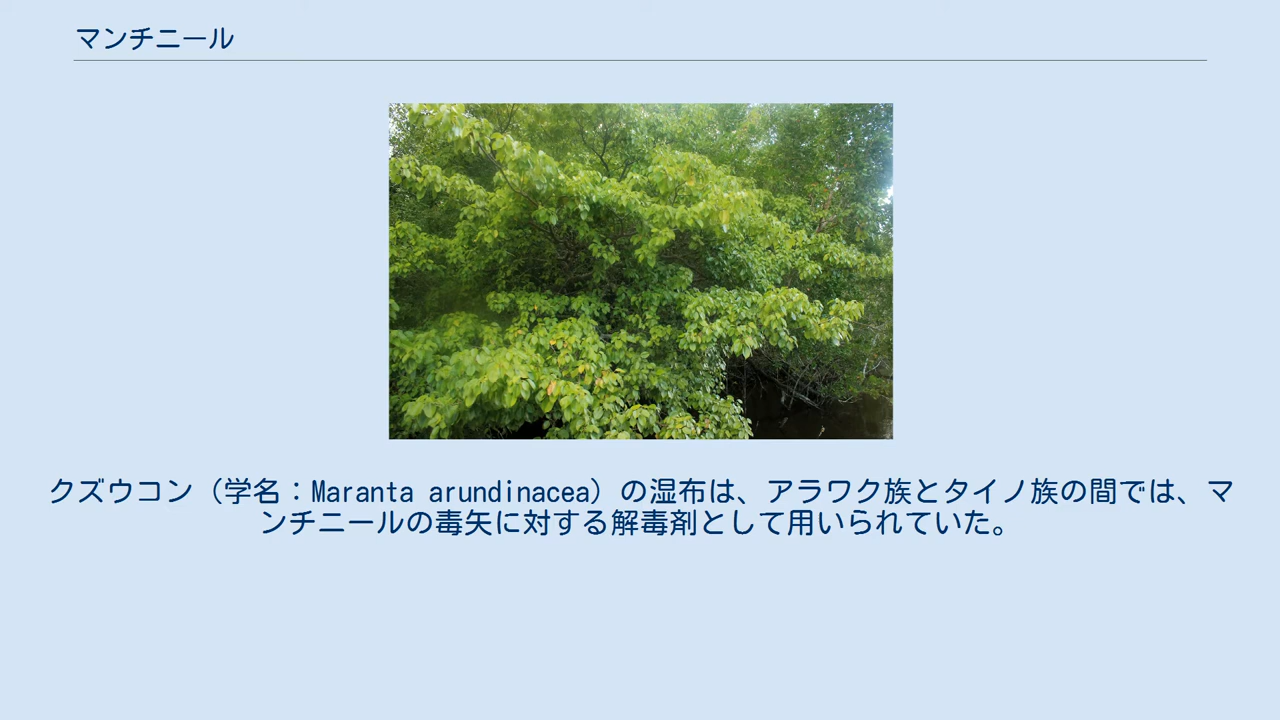 マンチニール
クズウコン（学名：Maranta arundinacea）の湿布は、アラワク族とタイノ族の間では、マ
ンチニールの毒矢に対する解毒剤として用いられていた。